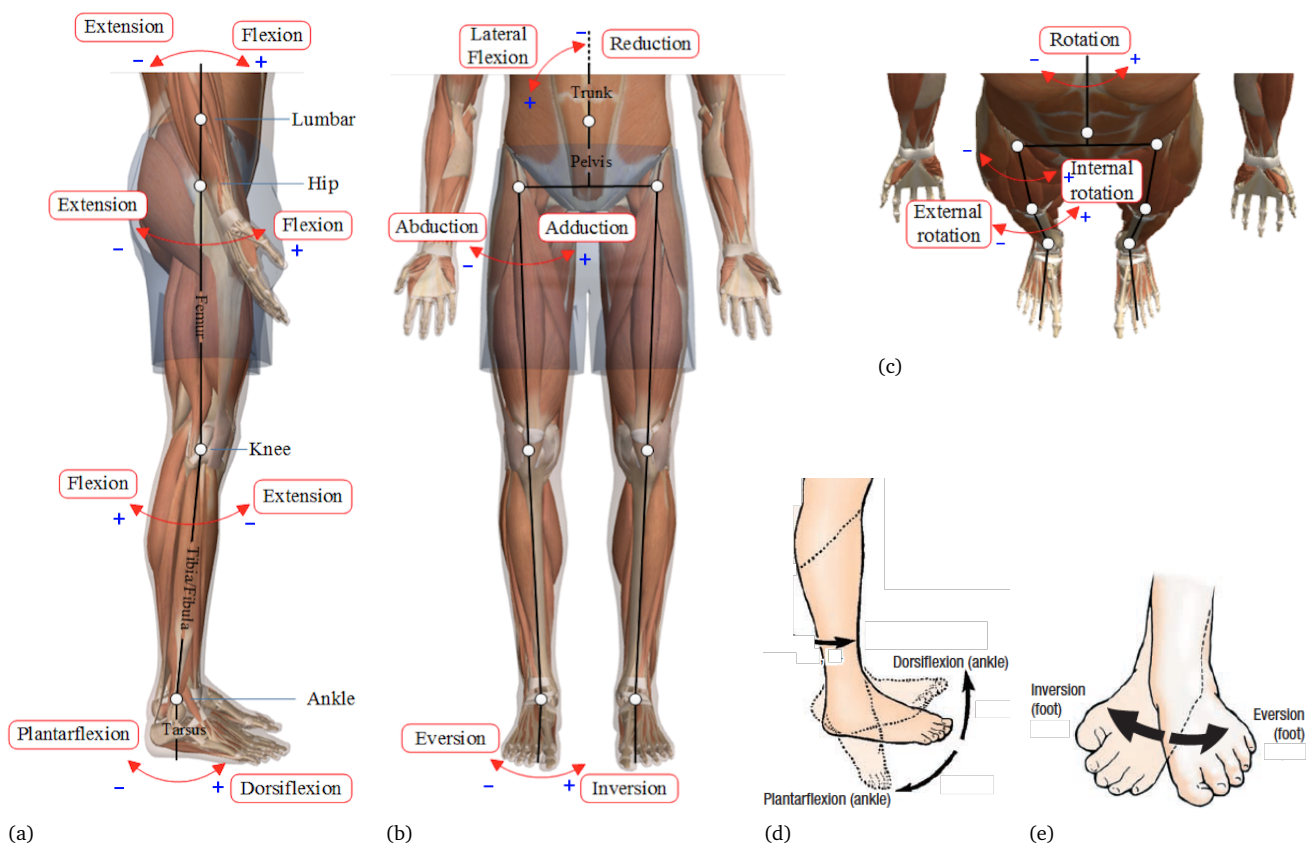 Extension
Flexion
-
+
Lumbar
Hip
Extension
Flexion
-
+
Femur
Knee
Flexion
Extension
+
-
Tibia/Fibula
Ankle
Tarsus
Plantarflexion
-
+
Dorsiflexion
(a)
Lateral
Flexion
-
Reduction
+
Trunk
Pelvis
Abduction
Adduction
-
+
Eversion
-
+
Inversion
(b)
Rotation
-
+
-
+
Internal
rotation
External
rotation
-
+
(c)
Dorsiflexion (ankle)
Plantarflexion (ankle)
(d)
Inversion
(foot)
Eversion
(foot)
(e)